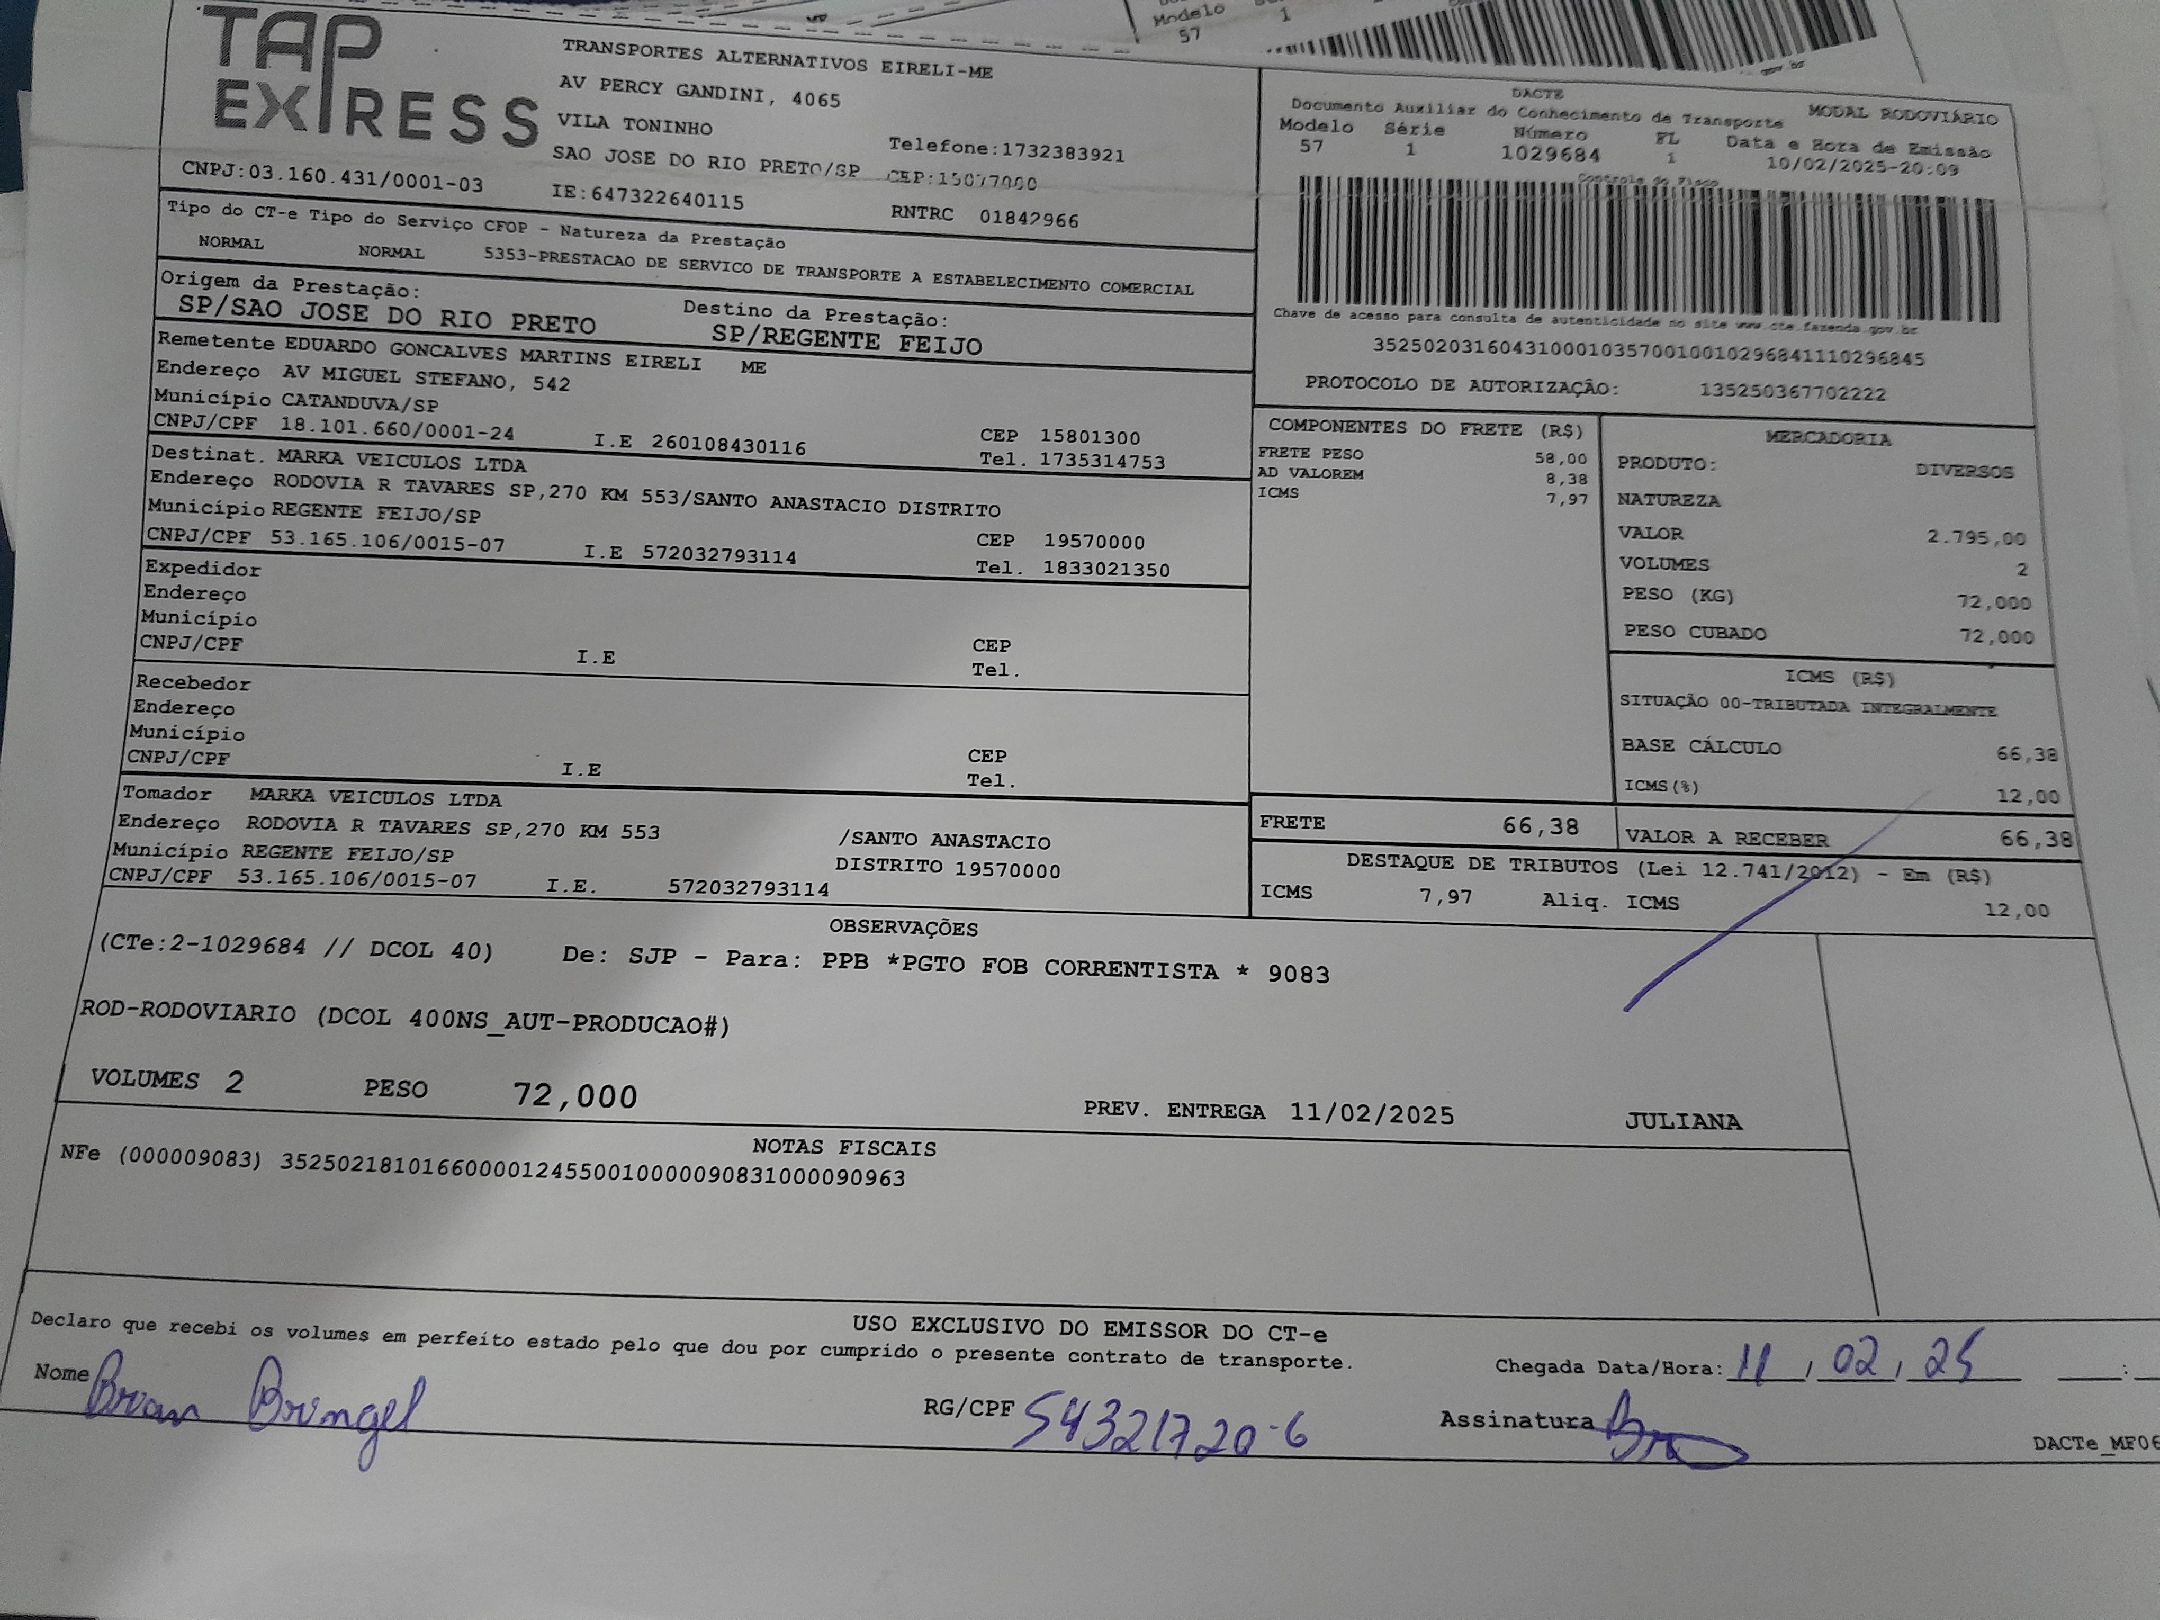 Modelo
57
1
TAP
EXPRESS
TRANSPORTES ALTERNATIVOS EIRELI-ME
AV PERCY GANDINI, 4065
VILA TONINHO
Telefone:1732383921
SAO JOSE DO RIO PRETO/SP CEP:15077000
CNPJ:03.160.431/0001-03 IE:647322640115 RNTRC 01842966
DACTE MODAL RODOVIÁRIO
Documento Auxiliar do Conhecimento de Transporte
Modelo Série Número FL Data e Hora de Emissão
57 1 1029684 1 10/02/2025-20:09
Controle do Fisco
Chave de acesso para consulta de autenticidade no site www.cte.fazenda.gov.br
35250203160431000103570010010296841110296845
PROTOCOLO DE AUTORIZAÇÃO: 135250367702222
Tipo do CT-e Tipo do Serviço CFOP - Natureza da Prestação
NORMAL NORMAL 5353-PRESTACAO DE SERVICO DE TRANSPORTE A ESTABELECIMENTO COMERCIAL
Origem da Prestação: Destino da Prestação:
SP/SAO JOSE DO RIO PRETO SP/REGENTE FEIJO
Remetente EDUARDO GONCALVES MARTINS EIRELI ME
Endereço AV MIGUEL STEFANO, 542
Município CATANDUVA/SP CEP 15801300
CNPJ/CPF 18.101.660/0001-24 I.E 260108430116 Tel. 1735314753
Destinat. MARKA VEICULOS LTDA
Endereço RODOVIA R TAVARES SP,270 KM 553/SANTO ANASTACIO DISTRITO
Município REGENTE FEIJO/SP CEP 19570000
CNPJ/CPF 53.165.106/0015-07 I.E 572032793114 Tel. 1833021350
Expedidor
Endereço
Município CEP
CNPJ/CPF I.E Tel.
Recebedor
Endereço
Município CEP
CNPJ/CPF I.E Tel.
Tomador MARKA VEICULOS LTDA
Endereço RODOVIA R TAVARES SP,270 KM 553 /SANTO ANASTACIO
Município REGENTE FEIJO/SP DISTRITO 19570000
CNPJ/CPF 53.165.106/0015-07 I.E. 572032793114
COMPONENTES DO FRETE (R$)
FRETE PESO 58,00
AD VALOREM 8,38
ICMS 7,97
MERCADORIA
PRODUTO: DIVERSOS
NATUREZA
VALOR 2.795,00
VOLUMES 2
PESO (KG) 72,000
PESO CUBADO 72,000
ICMS (R$)
SITUAÇÃO 00-TRIBUTADA INTEGRALMENTE
BASE CÁLCULO 66,38
ICMS(%) 12,00
FRETE 66,38 VALOR A RECEBER 66,38
DESTAQUE DE TRIBUTOS (Lei 12.741/2012) - Em (R$)
ICMS 7,97 Aliq. ICMS 12,00
OBSERVAÇÕES
(CTe:2-1029684 // DCOL 40) De: SJP - Para: PPB *PGTO FOB CORRENTISTA * 9083
ROD-RODOVIARIO (DCOL 400NS_AUT-PRODUCAO#)
VOLUMES 2 PESO 72,000 PREV. ENTREGA 11/02/2025 JULIANA
NOTAS FISCAIS
NFe (000009083) 35250218101660000124550010000090831000090963
USO EXCLUSIVO DO EMISSOR DO CT-e
Declaro que recebi os volumes em perfeito estado pelo que dou por cumprido o presente contrato de transporte.
Chegada Data/Hora: 11 / 02 / 25 :
Nome Bryan Bringel RG/CPF 54321720-6 Assinatura
DACTe_MF06